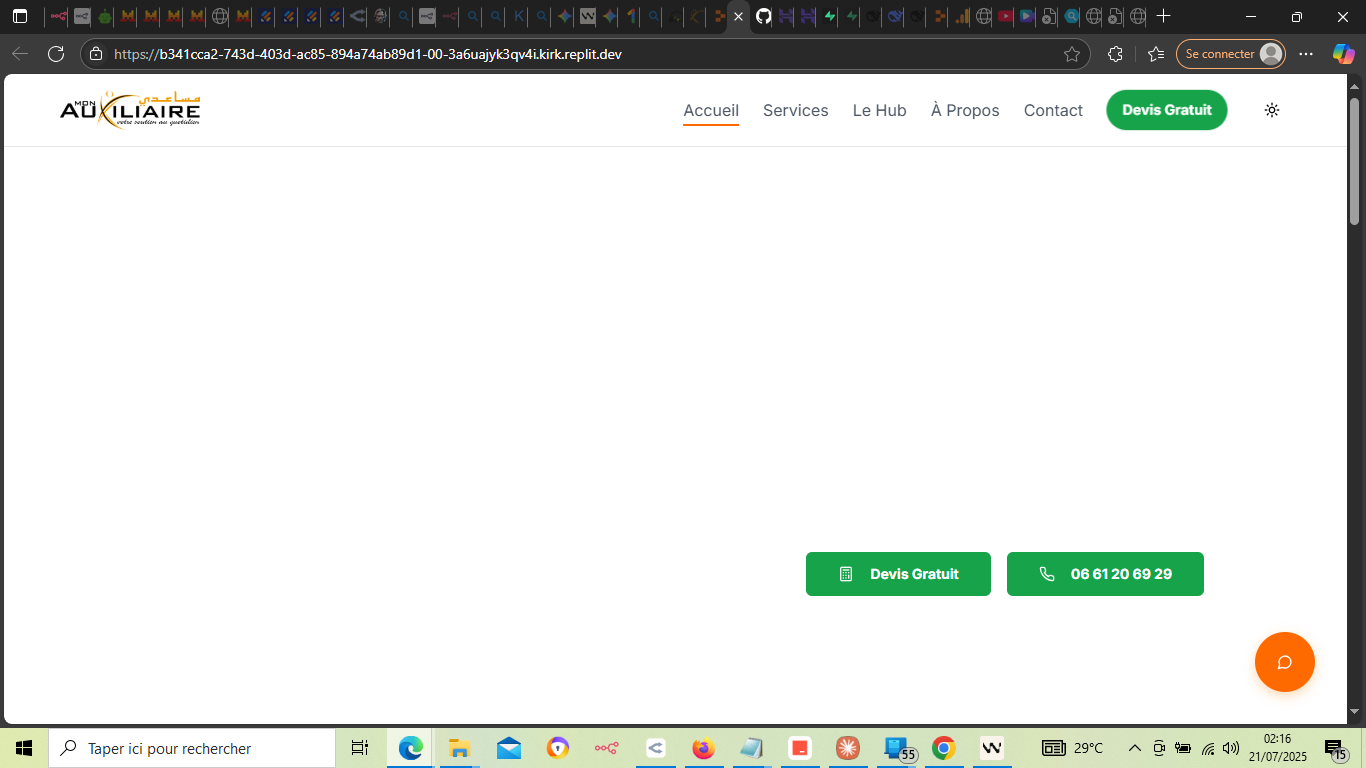 https://b341cca2-743d-403d-ac85-894a74ab89d1-00-3a6uajyk3qv4i.kirk.replit.dev
Se connecter
MON
مساعدي
AUXILIAIRE
votre soutien au quotidien
Accueil
Services
Le Hub
À Propos
Contact
Devis Gratuit
Devis Gratuit
06 61 20 69 29
Taper ici pour rechercher
55
29°C
02:16
21/07/2025
15